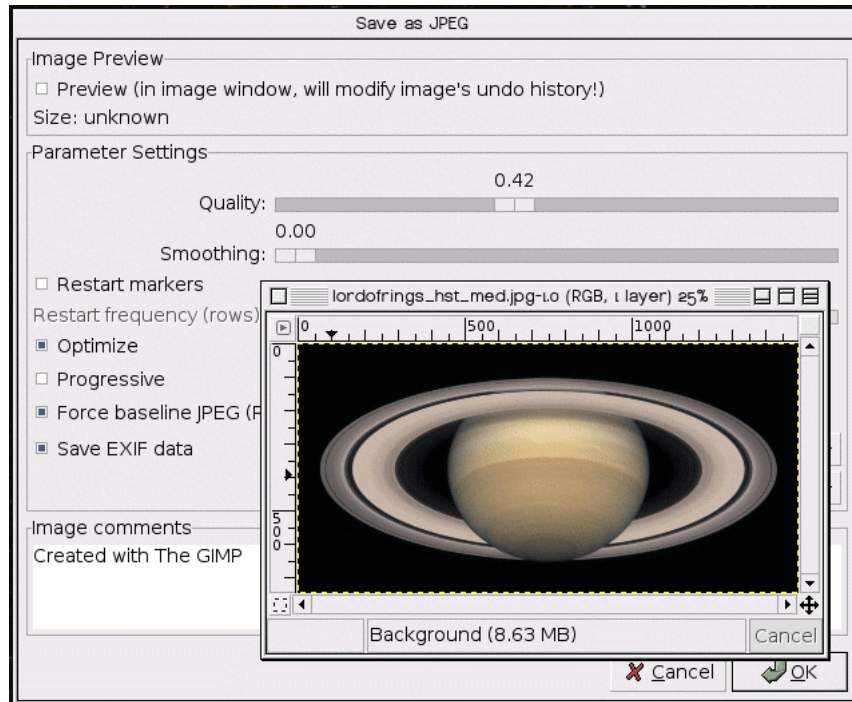 Save as JPEG
Image Preview
Preview (in image window, will modify image's undo history!)
Size: unknown
Parameter Settings
0.42
Quality:
0.00
Smoothing:
Restart markers
Restart frequency (rows)
Optimize
Progressive
Force baseline JPEG (
Save EXIF data
Image comments
Created with The GIMP
lordofrings_hst_med.jpg-1.0 (RGB, 1 layer) 25%
0 500 1000
0
500
Background (8.63 MB)
Cancel
Cancel
OK